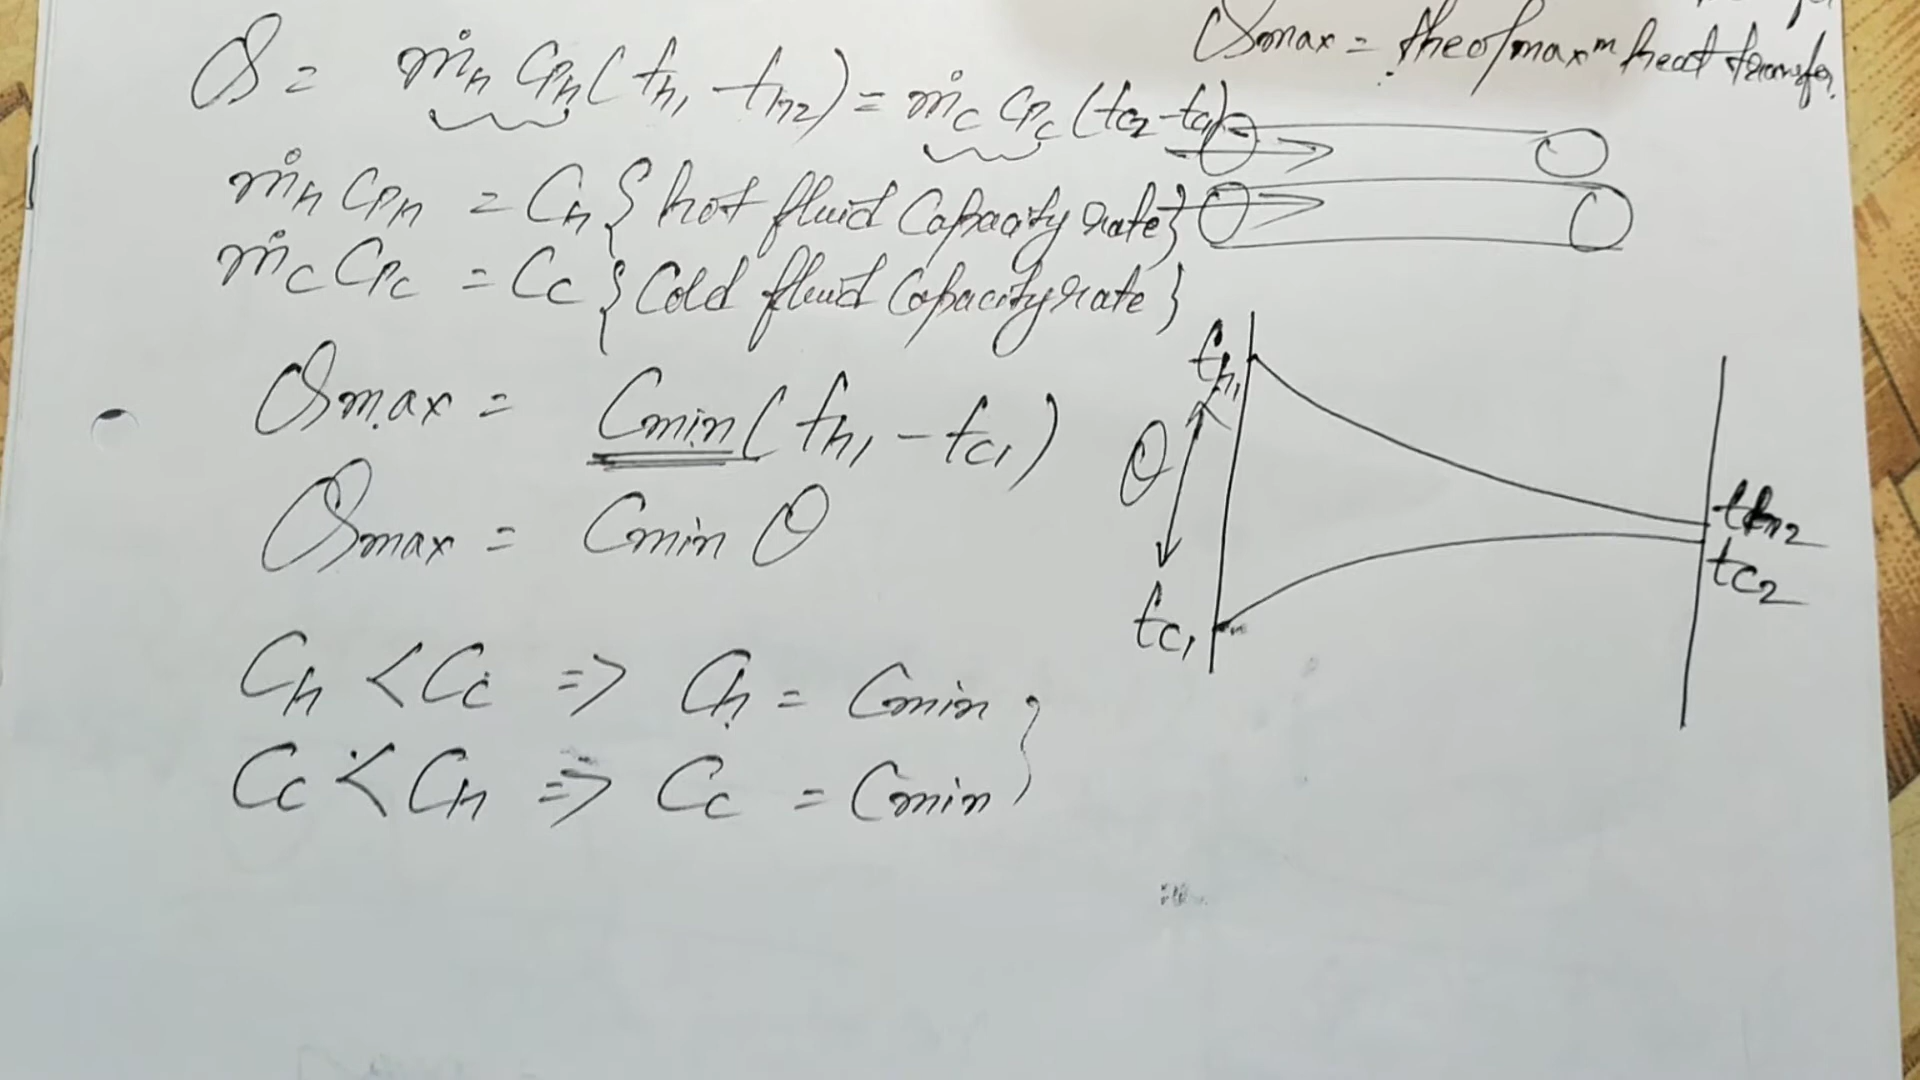 Qmax = theo/maxᵐ heat transfer
Q = ṁh Cph (th1 - th2) = ṁc Cpc (tc2 - tc1)
ṁh Cph = Ch { hot fluid Capacity rate }
ṁc Cpc = Cc { Cold fluid Capacity rate }
Qmax = Cmin ( th1 - tc1 )
Qmax = Cmin θ
Ch < Cc => Ch = Cmin
Cc < Ch => Cc = Cmin
th1
θ
tc1
th2
tc2